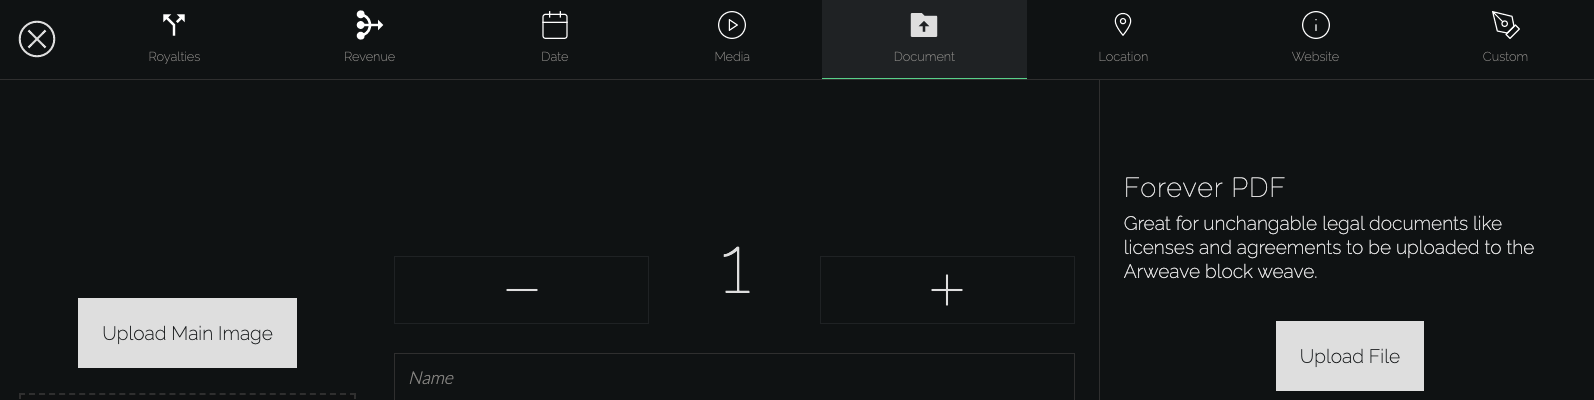 Royalties
Revenue
Date
Media
Document
Location
Website
Custom
Upload Main Image
1
Name
Forever PDF
Great for unchangable legal documents like
licenses and agreements to be uploaded to the
Arweave block weave.
Upload File